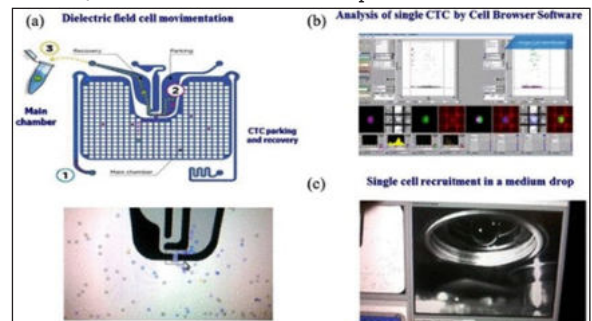 (a)
Dielectric field cell movimentation
3
Recovery
Parking
2
Main
chamber
CTC parking
and recovery
1
Main chamber
(b)
Analysis of single CTC by Cell Browser Software
(c)
Single cell recruitment in a medium drop